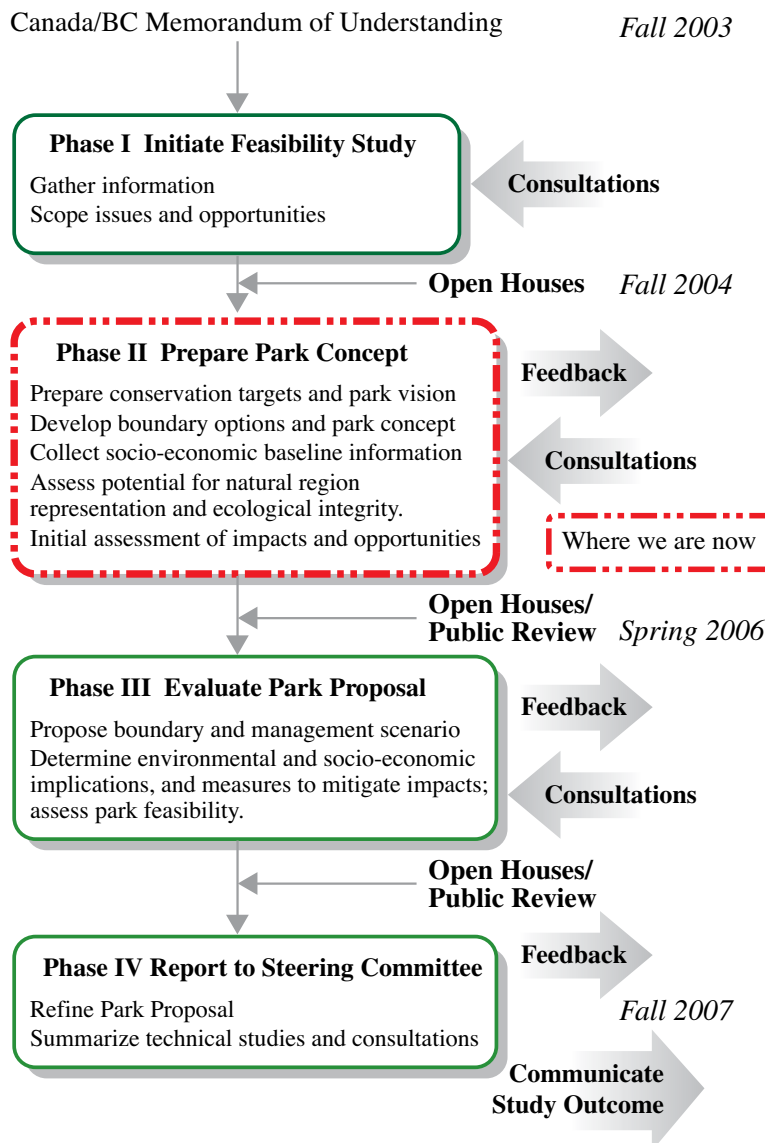 Canada/BC Memorandum of Understanding
Fall 2003
Phase I Initiate Feasibility Study
Gather information
Scope issues and opportunities
Consultations
Open Houses
Fall 2004
Phase II Prepare Park Concept
Prepare conservation targets and park vision
Develop boundary options and park concept
Collect socio-economic baseline information
Assess potential for natural region
representation and ecological integrity.
Initial assessment of impacts and opportunities
Feedback
Consultations
Where we are now
Open Houses/
Public Review
Spring 2006
Phase III Evaluate Park Proposal
Propose boundary and management scenario
Determine environmental and socio-economic
implications, and measures to mitigate impacts;
assess park feasibility.
Feedback
Consultations
Open Houses/
Public Review
Phase IV Report to Steering Committee
Refine Park Proposal
Summarize technical studies and consultations
Feedback
Fall 2007
Communicate
Study Outcome